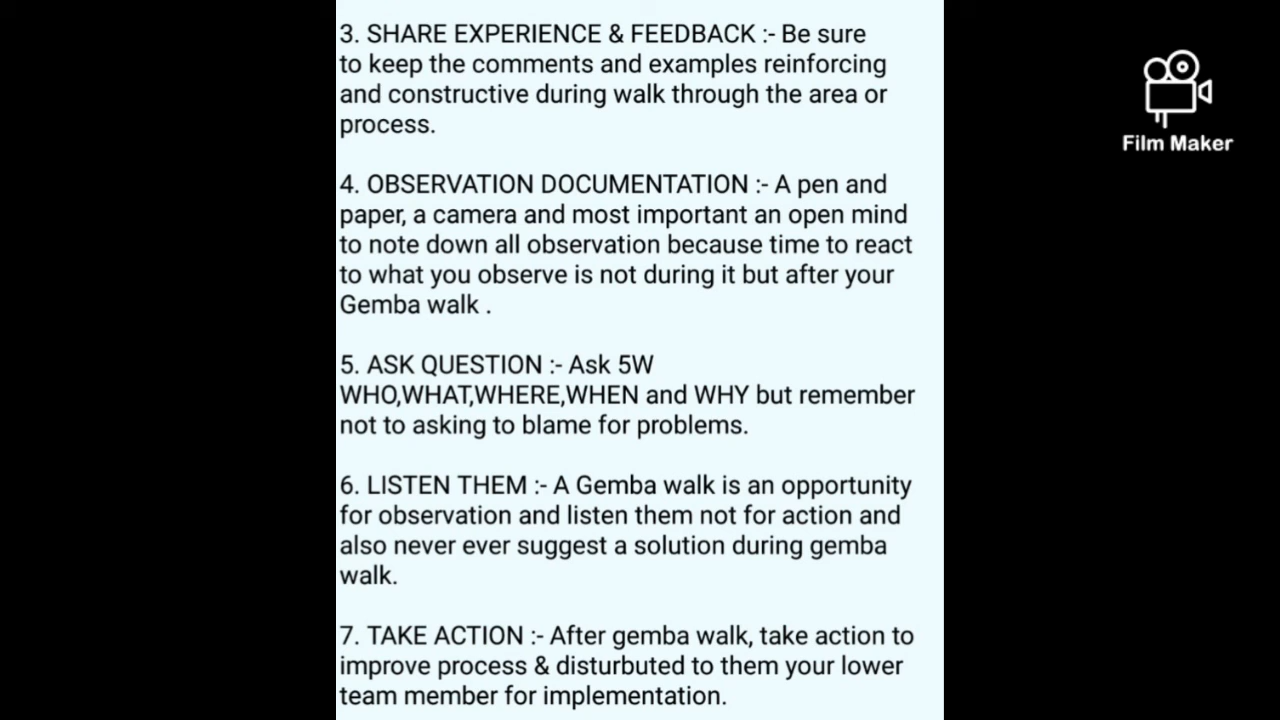 3. SHARE EXPERIENCE & FEEDBACK :- Be sure
to keep the comments and examples reinforcing
and constructive during walk through the area or
process.
4. OBSERVATION DOCUMENTATION :- A pen and
paper, a camera and most important an open mind
to note down all observation because time to react
to what you observe is not during it but after your
Gemba walk .
5. ASK QUESTION :- Ask 5W
WHO,WHAT,WHERE,WHEN and WHY but remember
not to asking to blame for problems.
6. LISTEN THEM :- A Gemba walk is an opportunity
for observation and listen them not for action and
also never ever suggest a solution during gemba
walk.
7. TAKE ACTION :- After gemba walk, take action to
improve process & disturbuted to them your lower
team member for implementation.
Film Maker